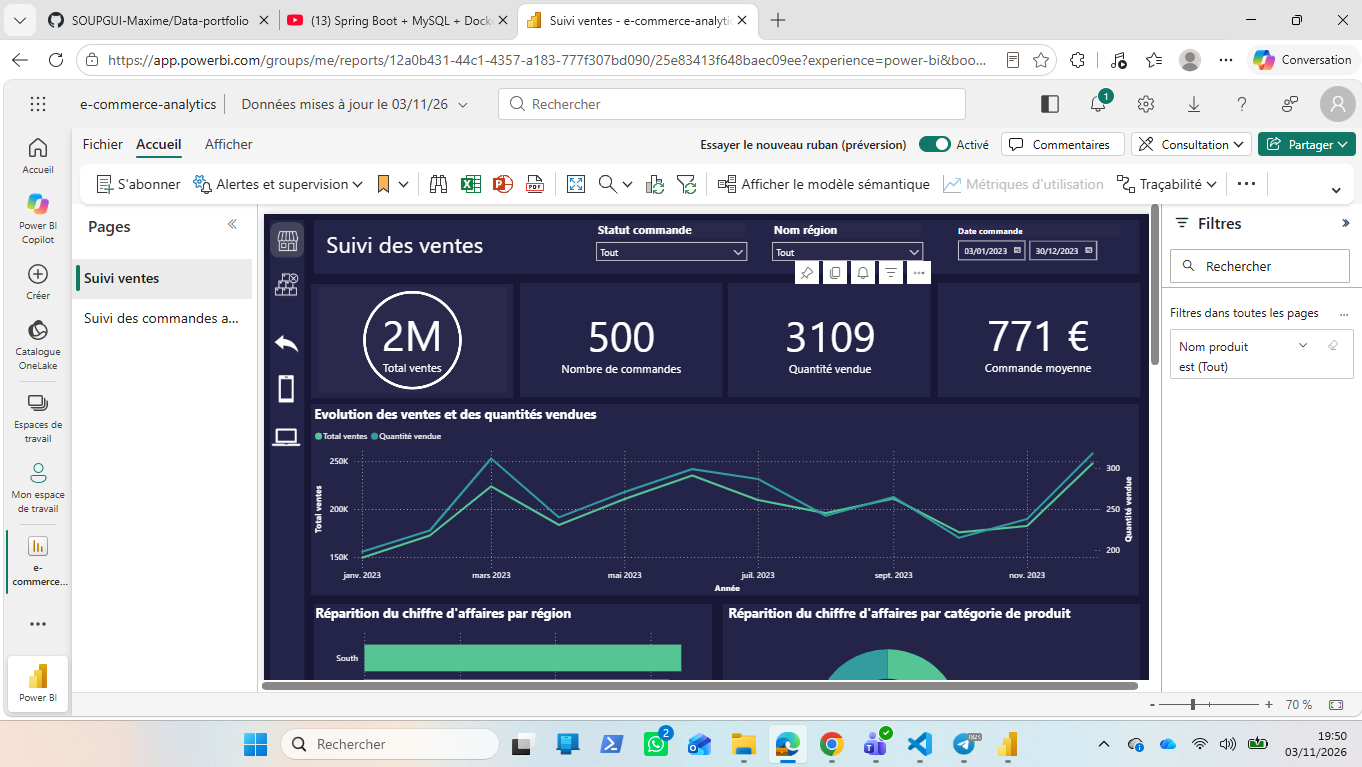 SOUPGUI-Maxime/Data-portfolio
(13) Spring Boot + MySQL + Dock
Suivi ventes - e-commerce-analytic
https://app.powerbi.com/groups/me/reports/12a0b431-44c1-4357-a183-777f307bd090/25e83413f648baec09ee?experience=power-bi&boo...
Conversation
e-commerce-analytics
Données mises à jour le 03/11/26
Rechercher
1
Fichier
Accueil
Afficher
Essayer le nouveau ruban (préversion)
Activé
Commentaires
Consultation
Partager
S'abonner
Alertes et supervision
PDF
Afficher le modèle sémantique
Métriques d'utilisation
Traçabilité
Accueil
Power BI
Copilot
Créer
Catalogue
OneLake
Espaces de
travail
Mon espace
de travail
e-
commerce...
Power BI
Pages
Suivi ventes
Suivi des commandes a...
Suivi des ventes
Statut commande
Tout
Nom région
Tout
Date commande
03/01/2023
30/12/2023
2M
Total ventes
500
Nombre de commandes
3109
Quantité vendue
771 €
Commande moyenne
Evolution des ventes et des quantités vendues
Total ventes
Quantité vendue
250K
200K
150K
Total ventes
300
250
200
Quantité vendue
janv. 2023
mars 2023
mai 2023
juil. 2023
sept. 2023
nov. 2023
Année
Réparition du chiffre d'affaires par région
South
Réparition du chiffre d'affaires par catégorie de produit
Filtres
Rechercher
Filtres dans toutes les pages
Nom produit
est (Tout)
70 %
Rechercher
2
1824
19:50
03/11/2026